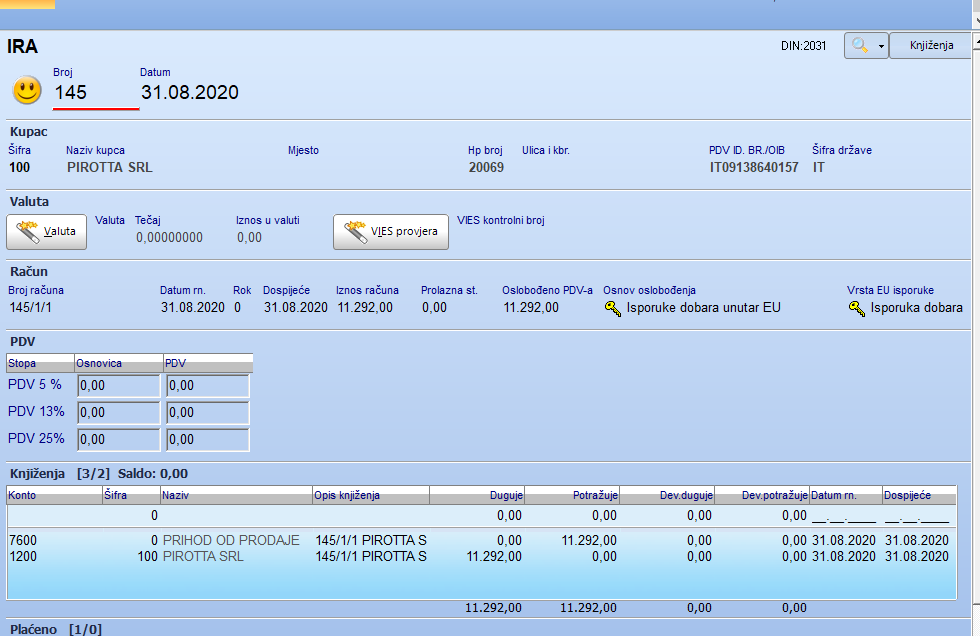 IRA DIN:2031 Knjiženja
Broj Datum
145 31.08.2020
Kupac
Šifra Naziv kupca Mjesto Hp broj Ulica i kbr. PDV ID. BR./OIB Šifra države
100 PIROTTA SRL 20069 IT09138640157 IT
Valuta
Valuta Valuta Tečaj Iznos u valuti VIES provjera VIES kontrolni broj
0,00000000 0,00
Račun
Broj računa Datum rn. Rok Dospijeće Iznos računa Prolazna st. Oslobođeno PDV-a Osnov oslobođenja Vrsta EU isporuke
145/1/1 31.08.2020 0 31.08.2020 11.292,00 0,00 11.292,00 Isporuke dobara unutar EU Isporuka dobara
PDV
Stopa Osnovica PDV
PDV 5 % 0,00 0,00
PDV 13% 0,00 0,00
PDV 25% 0,00 0,00
Knjiženja [3/2] Saldo: 0,00
Konto Šifra Naziv Opis knjiženja Duguje Potražuje Dev.duguje Dev.potražuje Datum rn. Dospijeće
0 0,00 0,00 0,00 0,00 __.__.____ __.__.____
7600 0 PRIHOD OD PRODAJE 145/1/1 PIROTTA S 0,00 11.292,00 0,00 0,00 31.08.2020 31.08.2020
1200 100 PIROTTA SRL 145/1/1 PIROTTA S 11.292,00 0,00 0,00 0,00 31.08.2020 31.08.2020
11.292,00 11.292,00 0,00 0,00
Plaćeno [1/0]